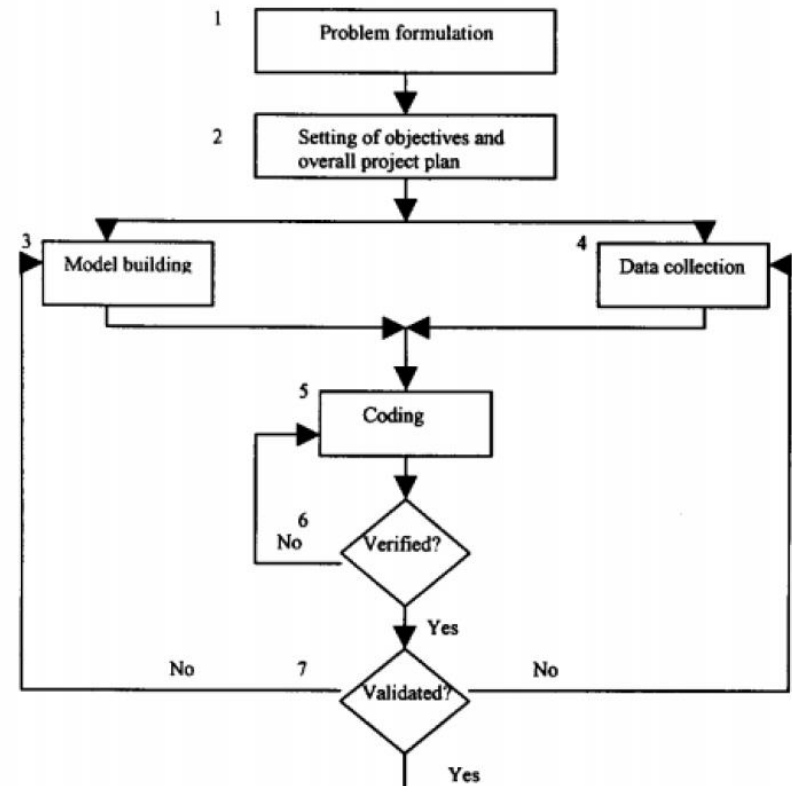 1
Problem formulation
2
Setting of objectives and
overall project plan
3
Model building
4
Data collection
5
Coding
6
No
Verified?
Yes
No
7
Validated?
No
Yes